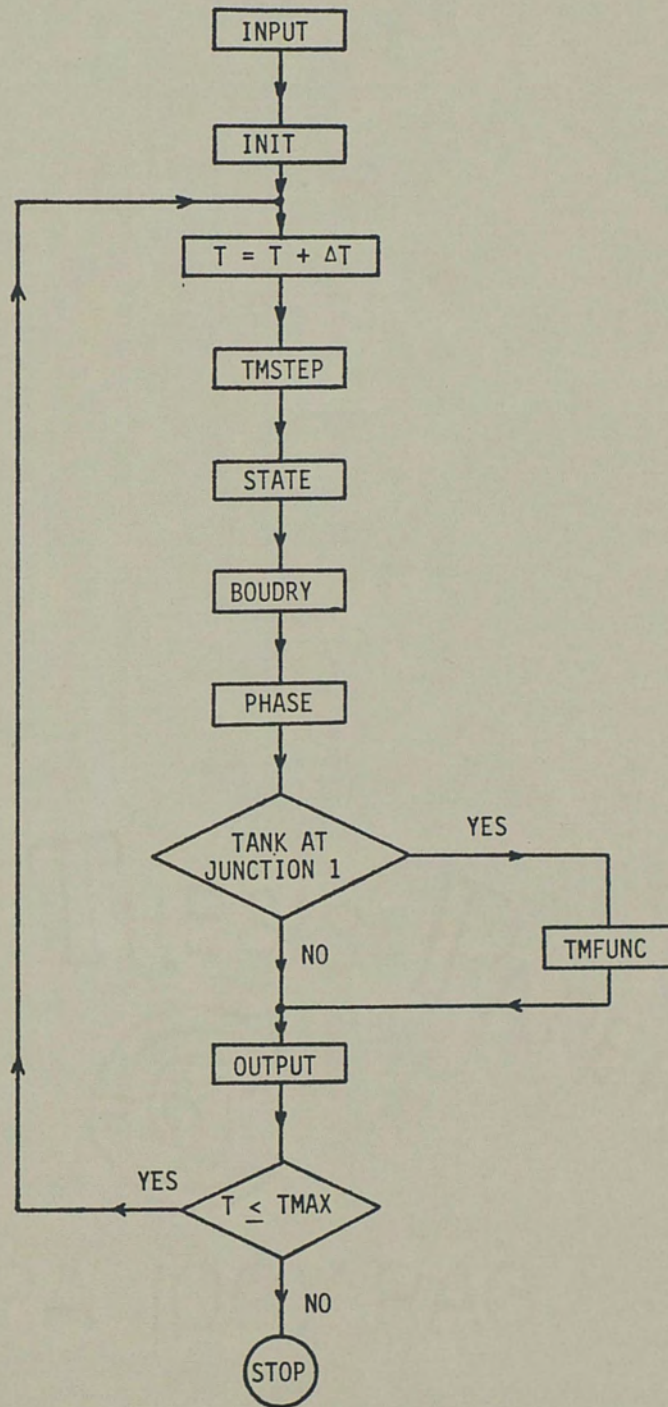 INPUT
INIT
T = T + ΔT
TMSTEP
STATE
BOUDRY
PHASE
TANK AT
JUNCTION 1
YES
NO
TMFUNC
OUTPUT
YES
T ≤ TMAX
NO
STOP